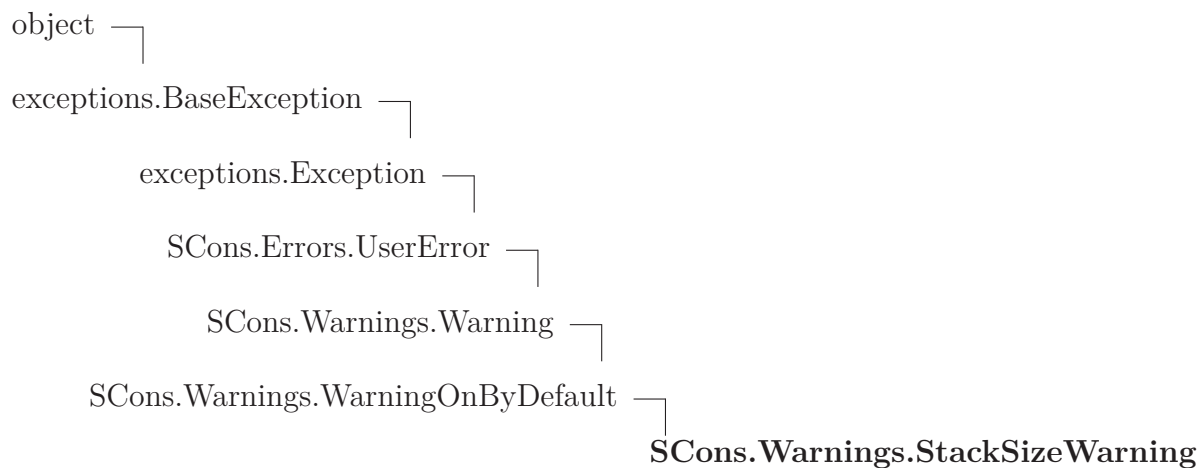 object
exceptions.BaseException
exceptions.Exception
SCons.Errors.UserError
SCons.Warnings.Warning
SCons.Warnings.WarningOnByDefault
SCons.Warnings.StackSizeWarning